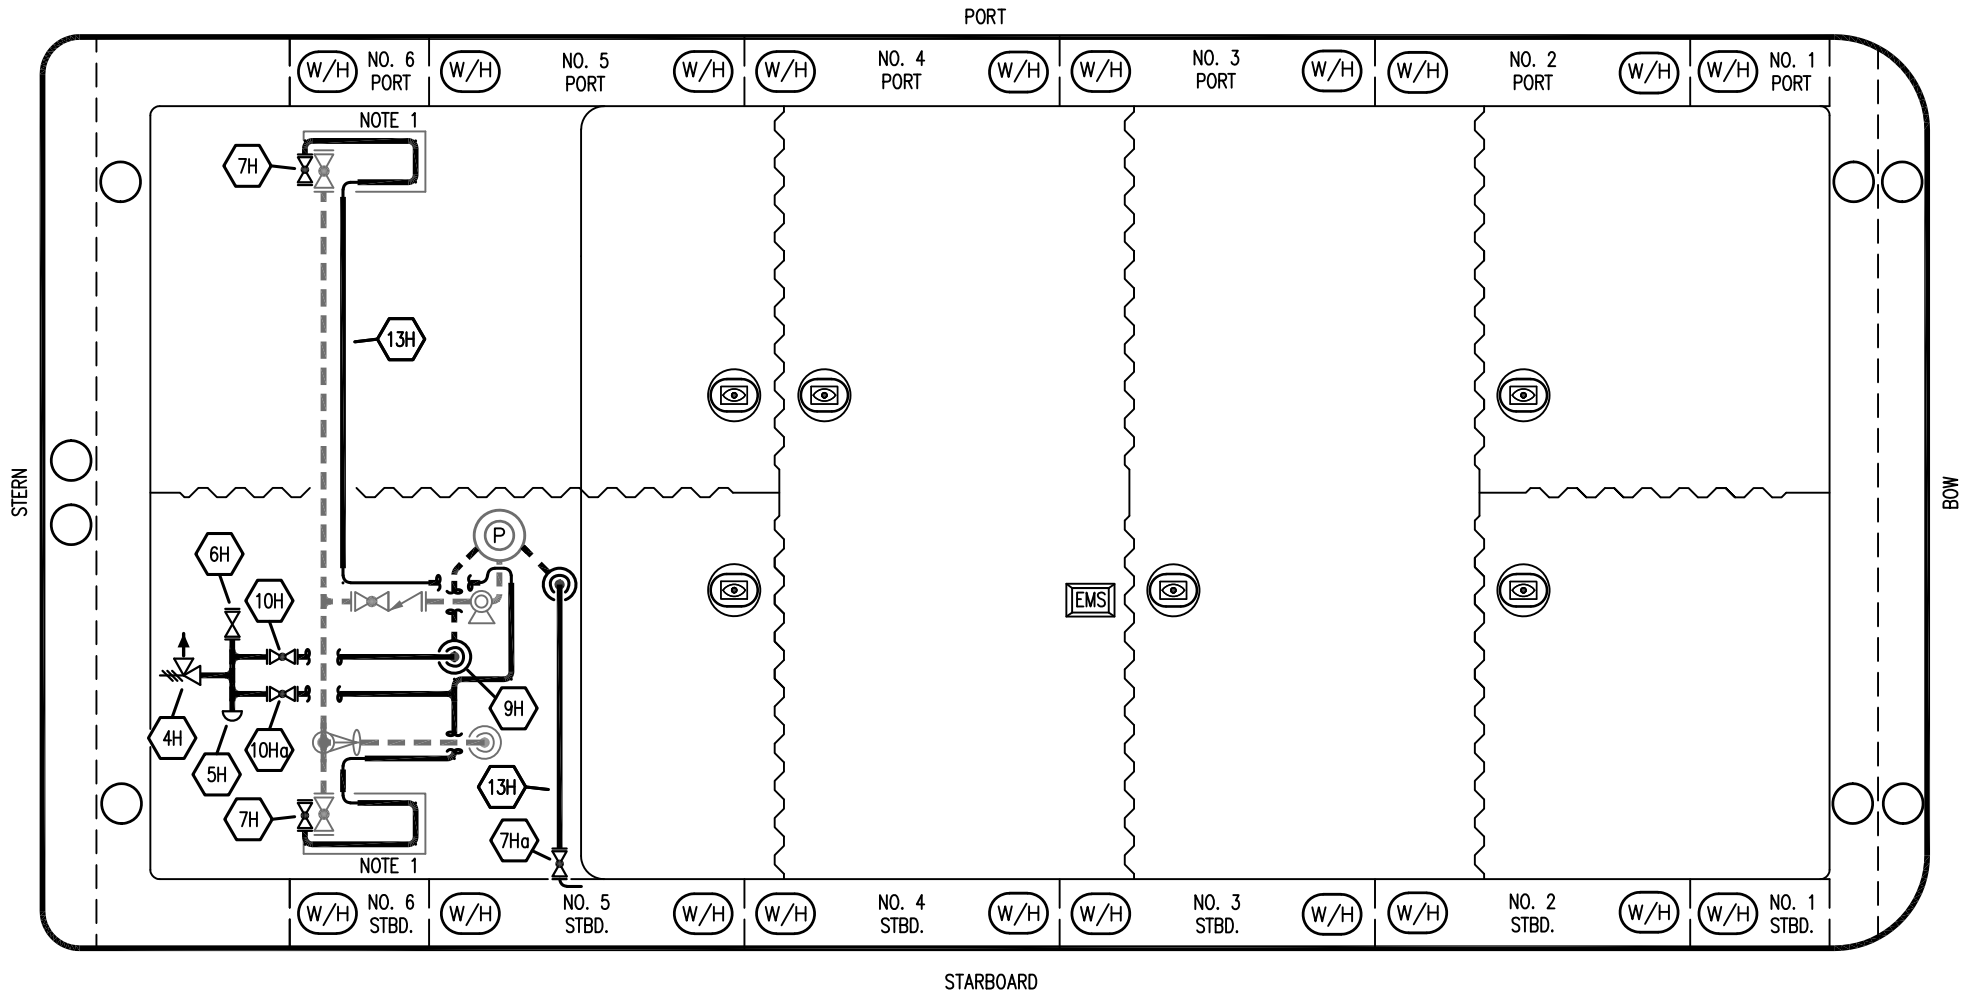 PORT
W/H
NO. 6
PORT
W/H
NO. 5
PORT
W/H
W/H
NO. 4
PORT
W/H
W/H
NO. 3
PORT
W/H
W/H
NO. 2
PORT
W/H
W/H
NO. 1
PORT
NOTE 1
7H
13H
STERN
BOW
P
6H
10H
EMS
9H
4H
10Ha
5H
13H
7H
7Ha
NOTE 1
W/H
NO. 6
STBD.
W/H
NO. 5
STBD.
W/H
W/H
NO. 4
STBD.
W/H
W/H
NO. 3
STBD.
W/H
W/H
NO. 2
STBD.
W/H
W/H
NO. 1
STBD.
STARBOARD